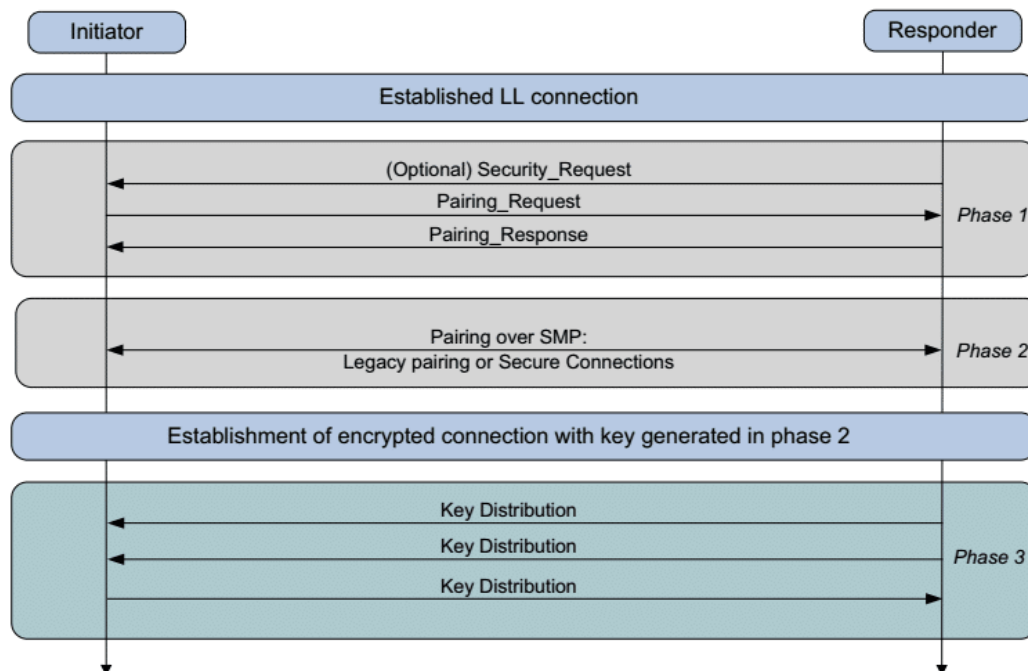 Initiator
Responder
Established LL connection
(Optional) Security_Request
Pairing_Request
Phase 1
Pairing_Response
Pairing over SMP:
Phase 2
Legacy pairing or Secure Connections
Establishment of encrypted connection with key generated in phase 2
Key Distribution
Key Distribution
Phase 3
Key Distribution